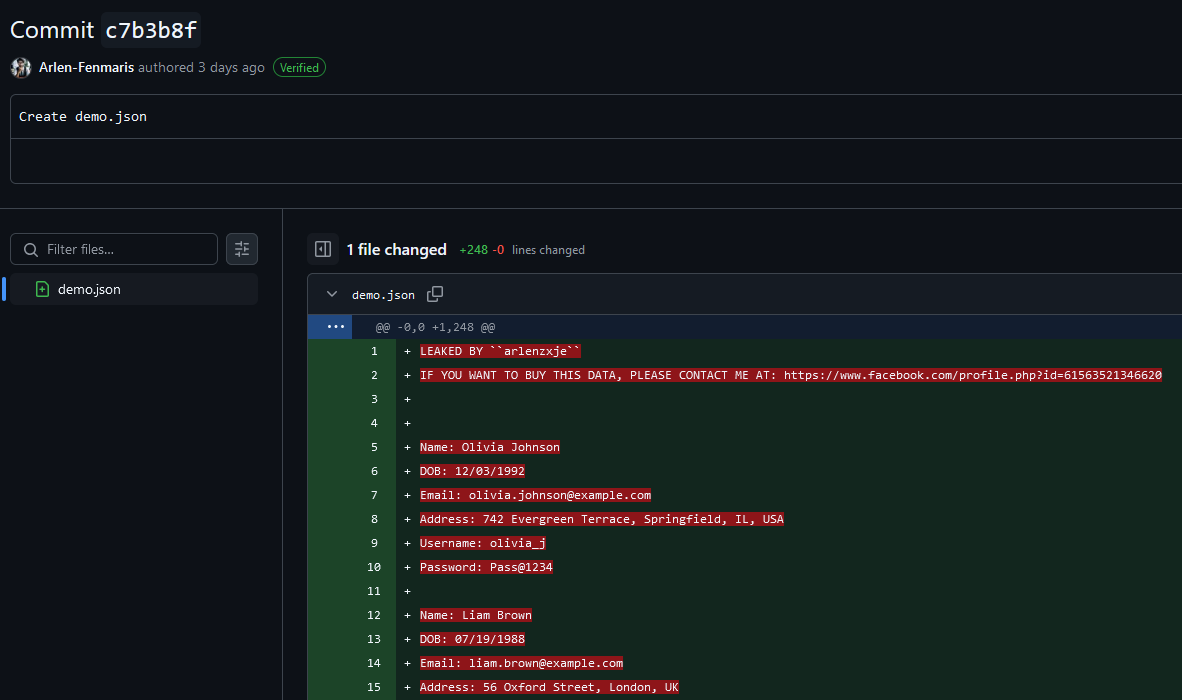 Commit c7b3b8f
Arlen-Fenmaris authored 3 days ago Verified
Create demo.json
Filter files...
demo.json
1 file changed +248 -0 lines changed
demo.json
@@ -0,0 +1,248 @@
1 + LEAKED BY ``arlenzxje``
2 + IF YOU WANT TO BUY THIS DATA, PLEASE CONTACT ME AT: https://www.facebook.com/profile.php?id=61563521346620
3 +
4 +
5 + Name: Olivia Johnson
6 + DOB: 12/03/1992
7 + Email: olivia.johnson@example.com
8 + Address: 742 Evergreen Terrace, Springfield, IL, USA
9 + Username: olivia_j
10 + Password: Pass@1234
11 +
12 + Name: Liam Brown
13 + DOB: 07/19/1988
14 + Email: liam.brown@example.com
15 + Address: 56 Oxford Street, London, UK